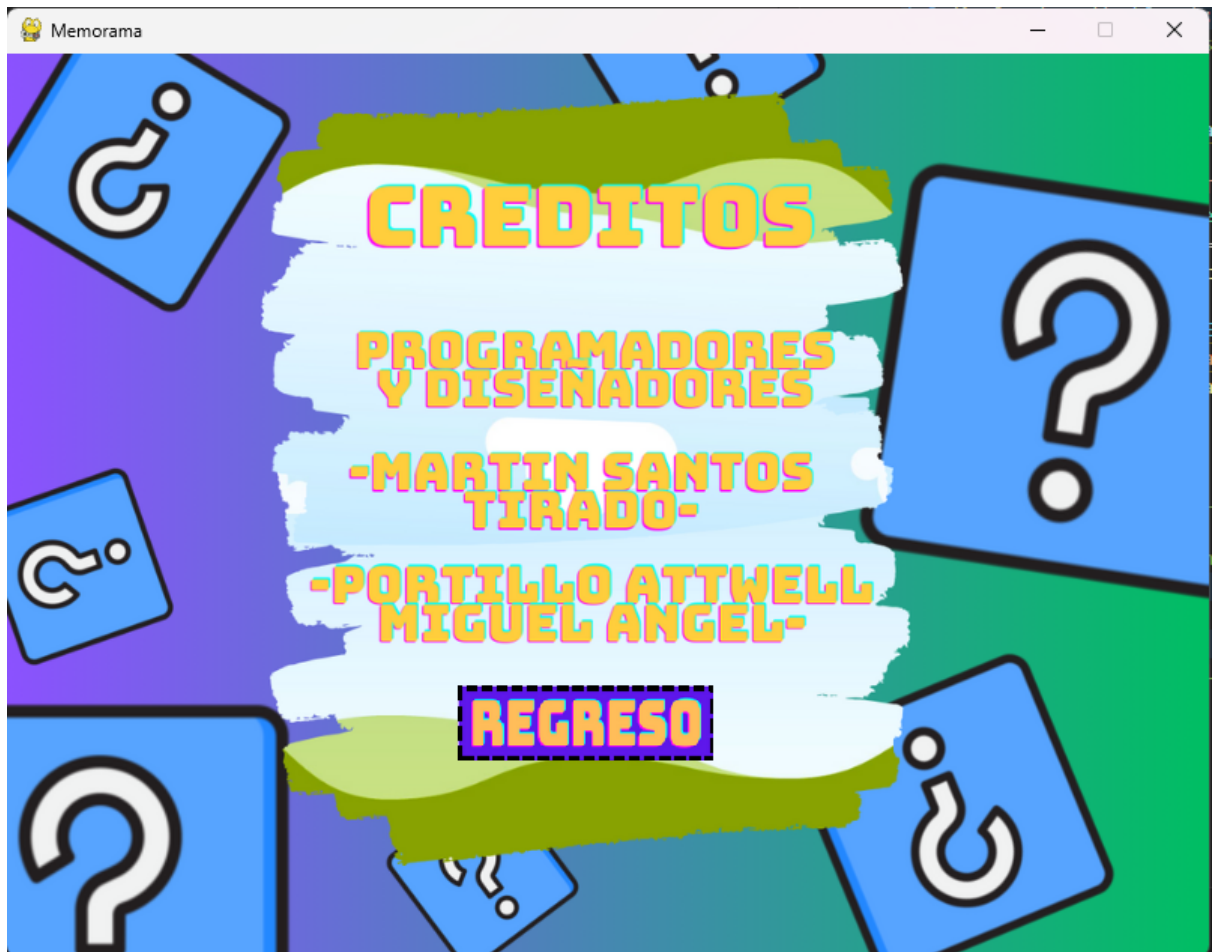 Memorama
CREDITOS
PROGRAMADORES
Y DISEÑADORES
-MARTIN SANTOS
TIRADO-
-PORTILLO ATTWELL
MIGUEL ANGEL-
REGRESO